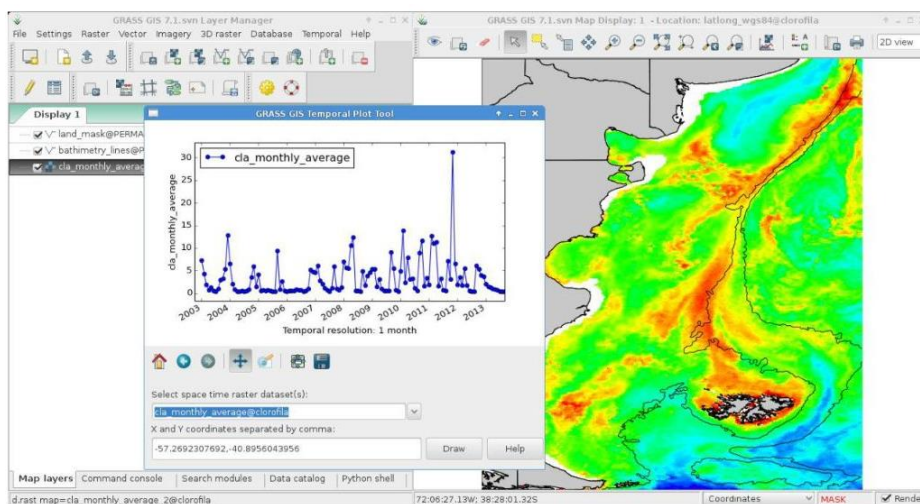 GRASS GIS 7.1.svn Layer Manager
File Settings Raster Vector Imagery 3D raster Database Temporal Help
Display 1
land_mask@PERMA
bathimetry_lines@P
cla_monthly_averag
GRASS GIS 7.1.svn Map Display: 1 - Location: latlong_wgs84@clorofila
2D view
GRASS GIS Temporal Plot Tool
cla_monthly_average
cla_monthly_average
30
25
20
15
10
5
0
2003 2004 2005 2006 2007 2008 2009 2010 2011 2012 2013
Temporal resolution: 1 month
Select space time raster dataset(s):
cla_monthly_average@clorofila
X and Y coordinates separated by comma:
-57.2692307692,-40.8956043956
Draw Help
Map layers Command console Search modules Data catalog Python shell
d.rast map=cla_monthly_average_2@clorofila
72:06:27.13W; 38:28:01.32S Coordinates MASK Rende